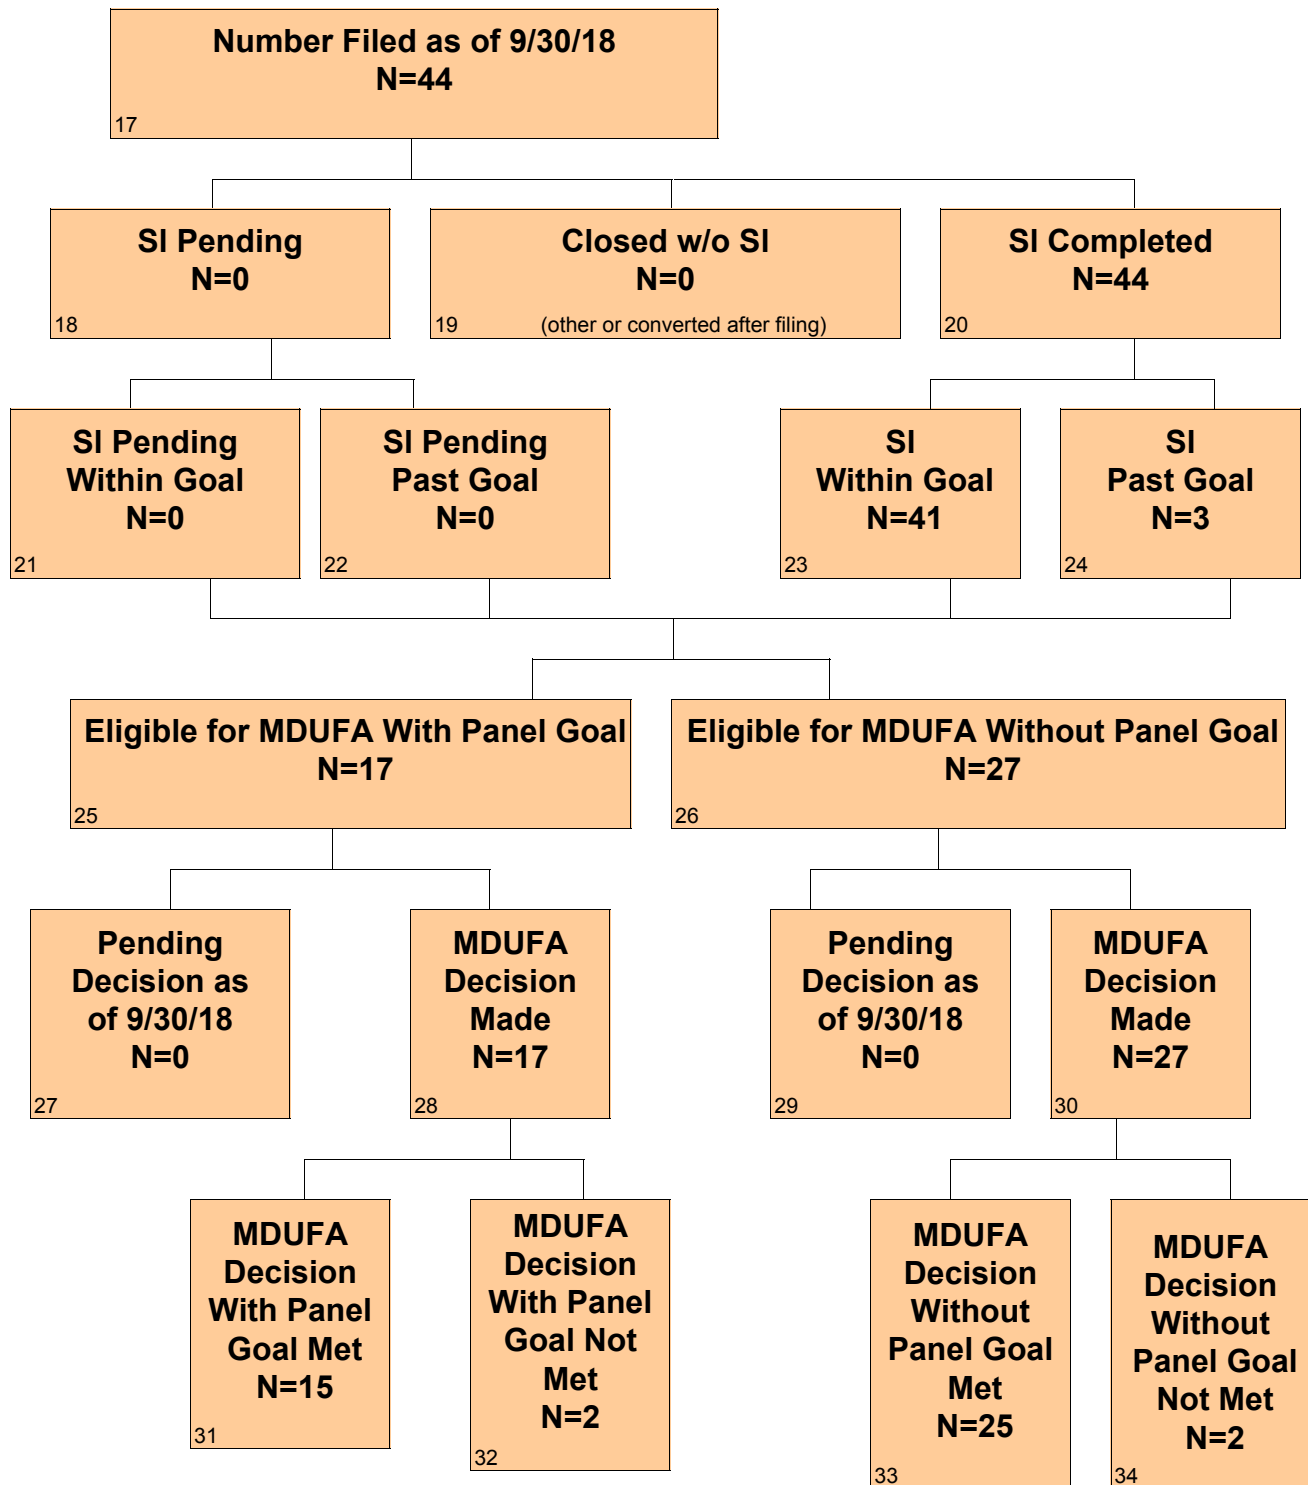 Number Filed as of 9/30/18
N=44
17
SI Pending
N=0
18
Closed w/o SI
N=0
19
(other or converted after filing)
SI Completed
N=44
20
SI Pending
Within Goal
N=0
21
SI Pending
Past Goal
N=0
22
SI
Within Goal
N=41
23
SI
Past Goal
N=3
24
Eligible for MDUFA With Panel Goal
N=17
25
Eligible for MDUFA Without Panel Goal
N=27
26
Pending
Decision as
of 9/30/18
N=0
27
MDUFA
Decision
Made
N=17
28
Pending
Decision as
of 9/30/18
N=0
29
MDUFA
Decision
Made
N=27
30
MDUFA
Decision
With Panel
Goal Met
N=15
31
MDUFA
Decision
With Panel
Goal Not
Met
N=2
32
MDUFA
Decision
Without
Panel Goal
Met
N=25
33
MDUFA
Decision
Without
Panel Goal
Not Met
N=2
34